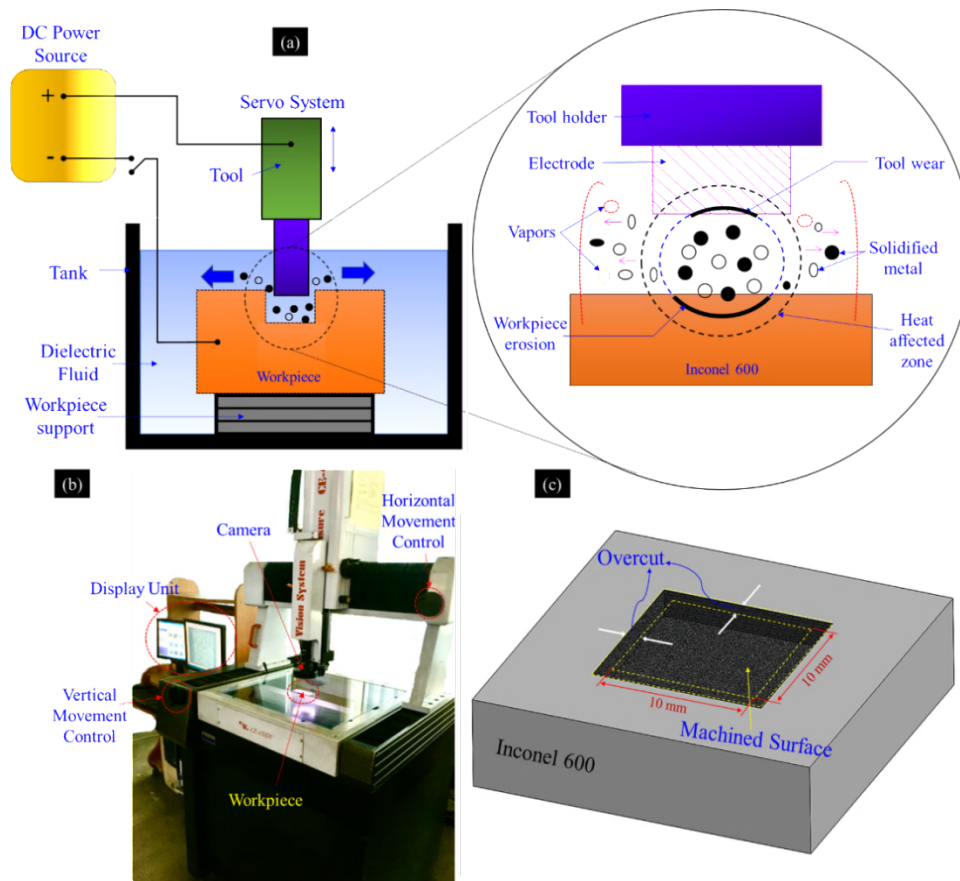 DC Power
Source
(a)
+
-
Servo System
Tool
Tank
Dielectric
Fluid
Workpiece
Workpiece
support
Tool holder
Electrode
Tool wear
Vapors
Solidified
metal
Workpiece
erosion
Heat
affected
zone
Inconel 600
(b)
Camera
Horizontal
Movement
Control
Display Unit
Vision System
Vertical
Movement
Control
Workpiece
(c)
Overcut
10 mm
10 mm
Machined Surface
Inconel 600